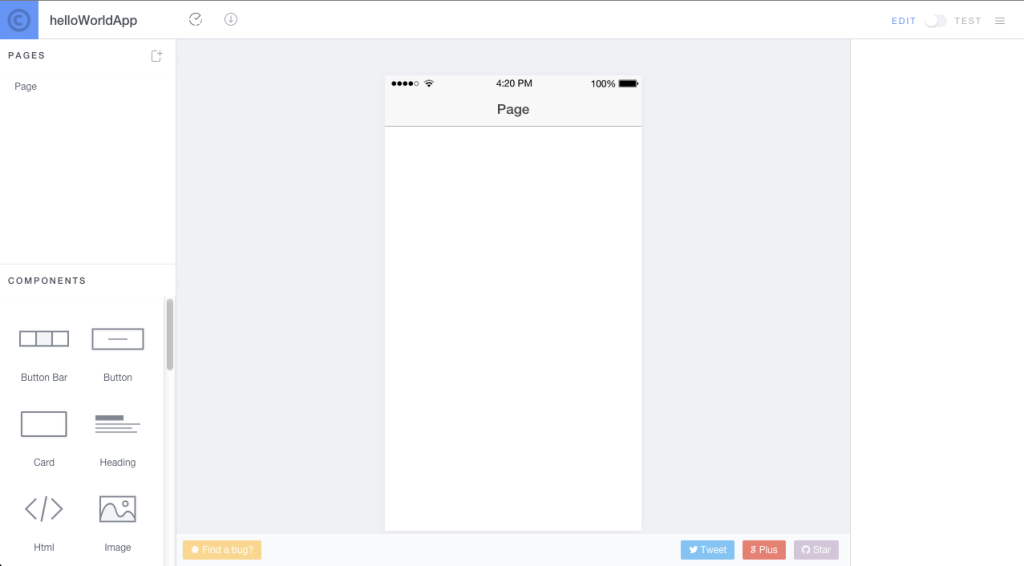 helloWorldApp
EDIT TEST
PAGES
Page
4:20 PM 100%
Page
COMPONENTS
Button Bar Button
Card Heading
Html Image
Find a bug? Tweet Plus Star